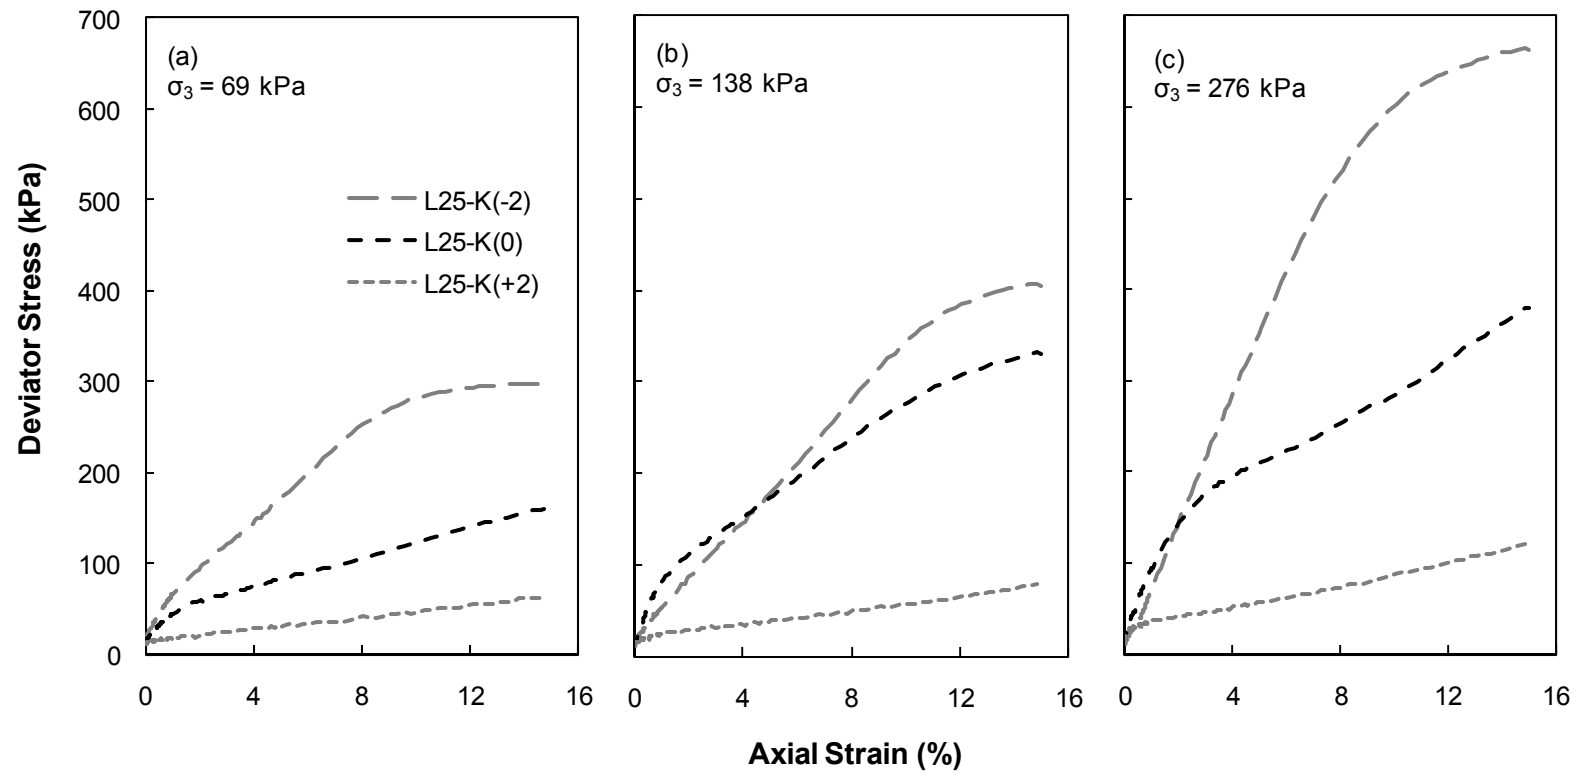 Deviator Stress (kPa)
700
600
500
400
300
200
100
0
(a)
σ₃ = 69 kPa
L25-K(-2)
L25-K(0)
L25-K(+2)
0 4 8 12 16
(b)
σ₃ = 138 kPa
0 4 8 12 16
(c)
σ₃ = 276 kPa
0 4 8 12 16
Axial Strain (%)